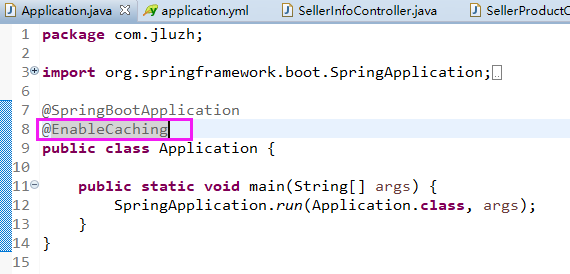 Application.java application.yml SellerInfoController.java SellerProductC
1 package com.jluzh;
2
3 import org.springframework.boot.SpringApplication;
6
7 @SpringBootApplication
8 @EnableCaching
9 public class Application {
10
11 public static void main(String[] args) {
12 SpringApplication.run(Application.class, args);
13 }
14 }
15